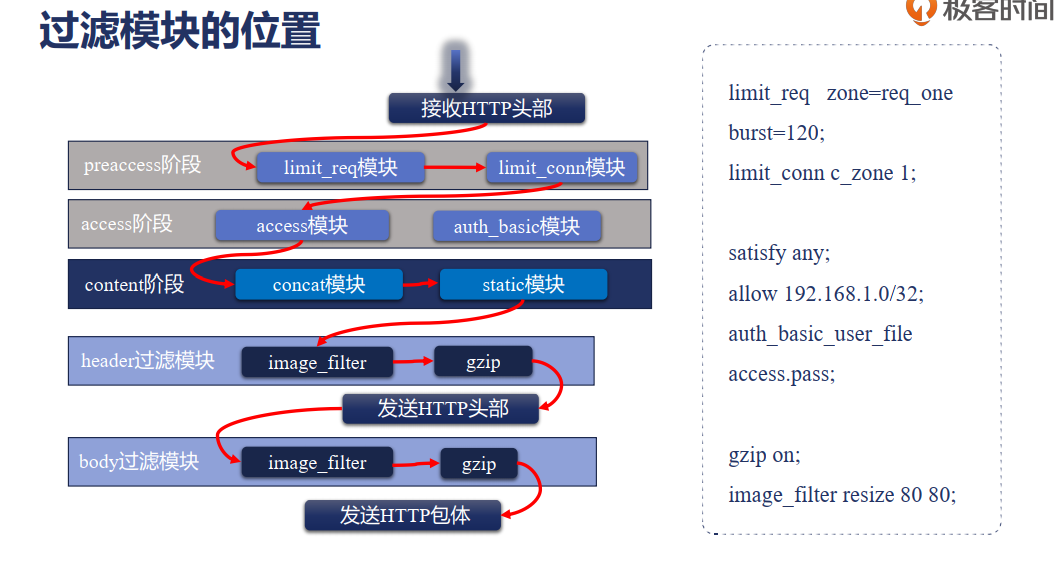 过滤模块的位置
极客时间
接收HTTP头部
preaccess阶段
limit_req模块
limit_conn模块
access阶段
access模块
auth_basic模块
content阶段
concat模块
static模块
header过滤模块
image_filter
gzip
发送HTTP头部
body过滤模块
image_filter
gzip
发送HTTP包体
limit_req zone=req_one
burst=120;
limit_conn c_zone 1;
satisfy any;
allow 192.168.1.0/32;
auth_basic_user_file
access.pass;
gzip on;
image_filter resize 80 80;